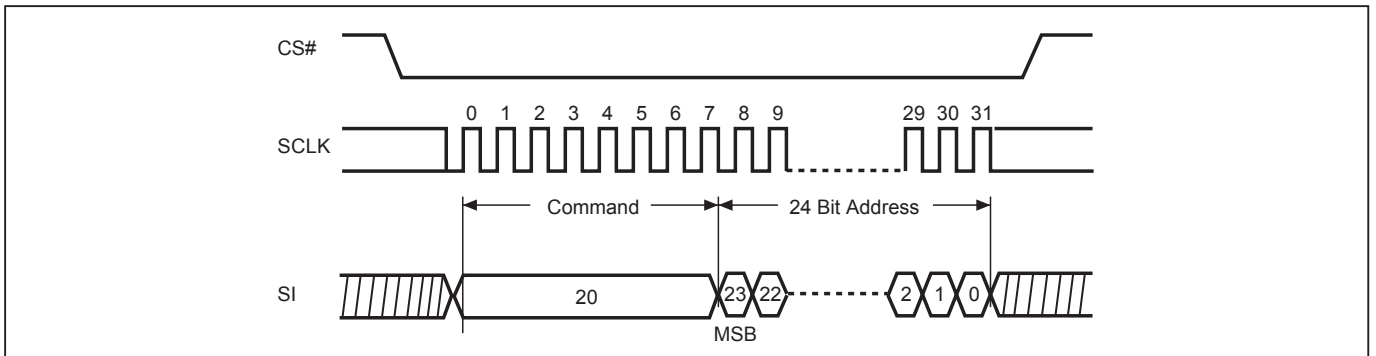 CS#
0 1 2 3 4 5 6 7 8 9 29 30 31
SCLK
Command 24 Bit Address
SI 20 23 22 2 1 0
MSB